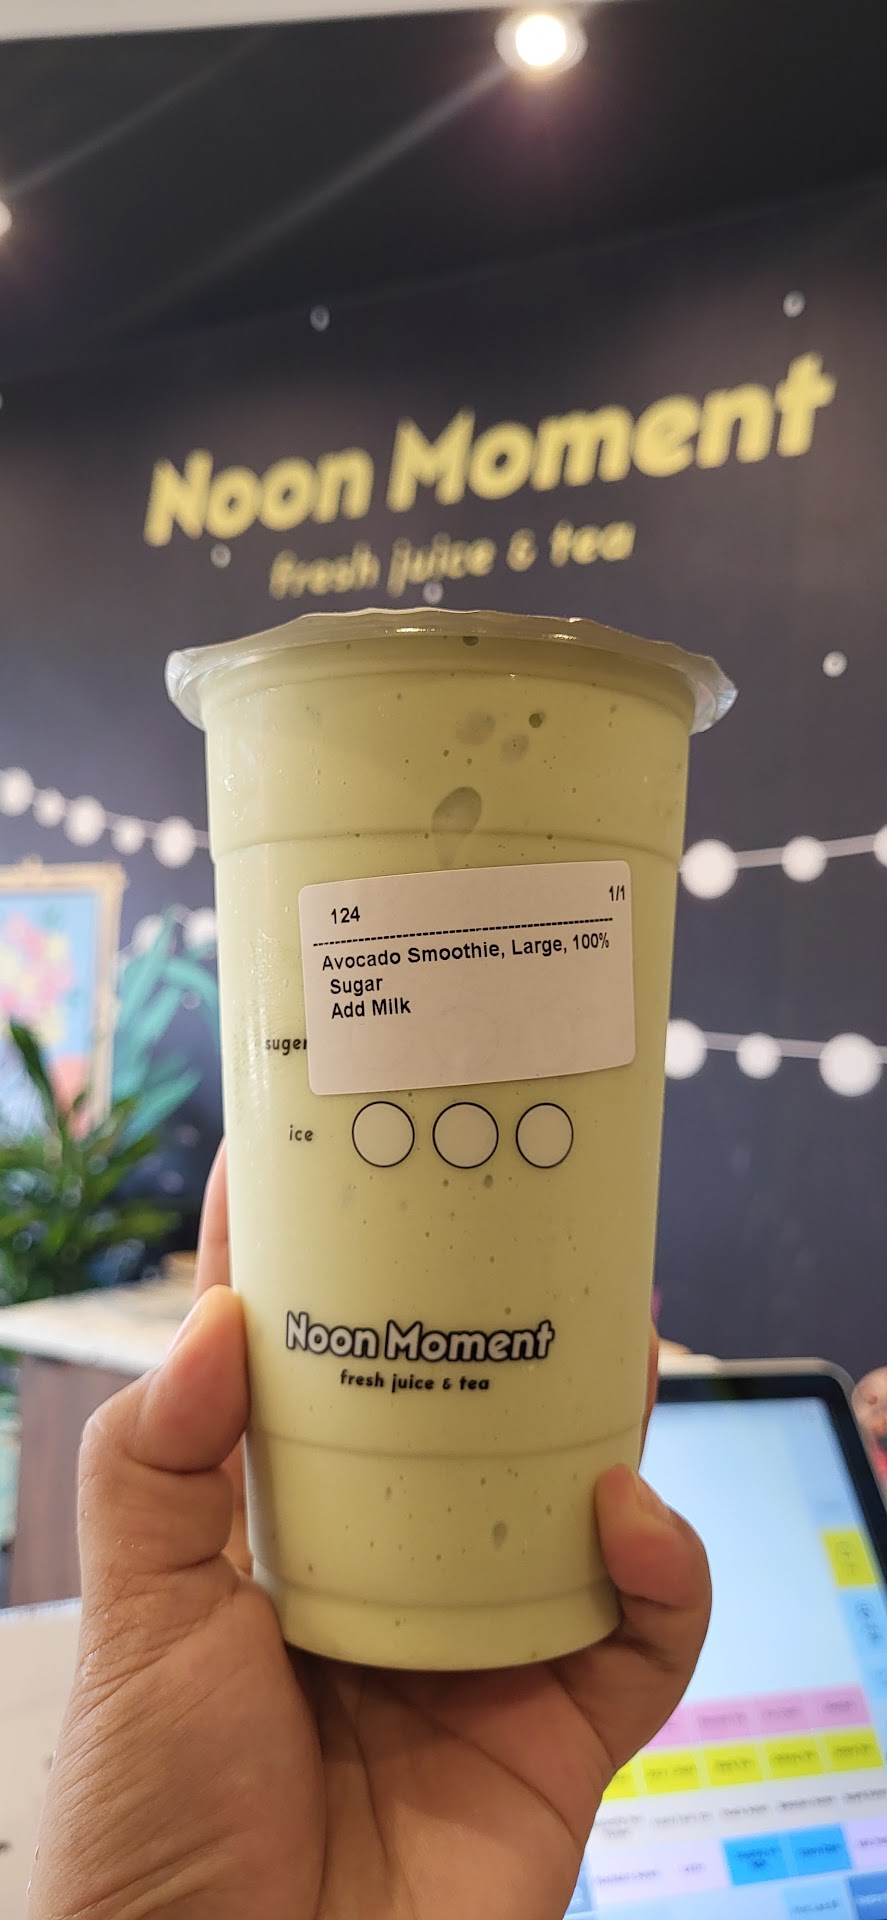 Noon Moment
fresh juice & tea
124
1/1
Avocado Smoothie, Large, 100%
Sugar
Add Milk
suger
ice
Noon Moment
fresh juice & tea